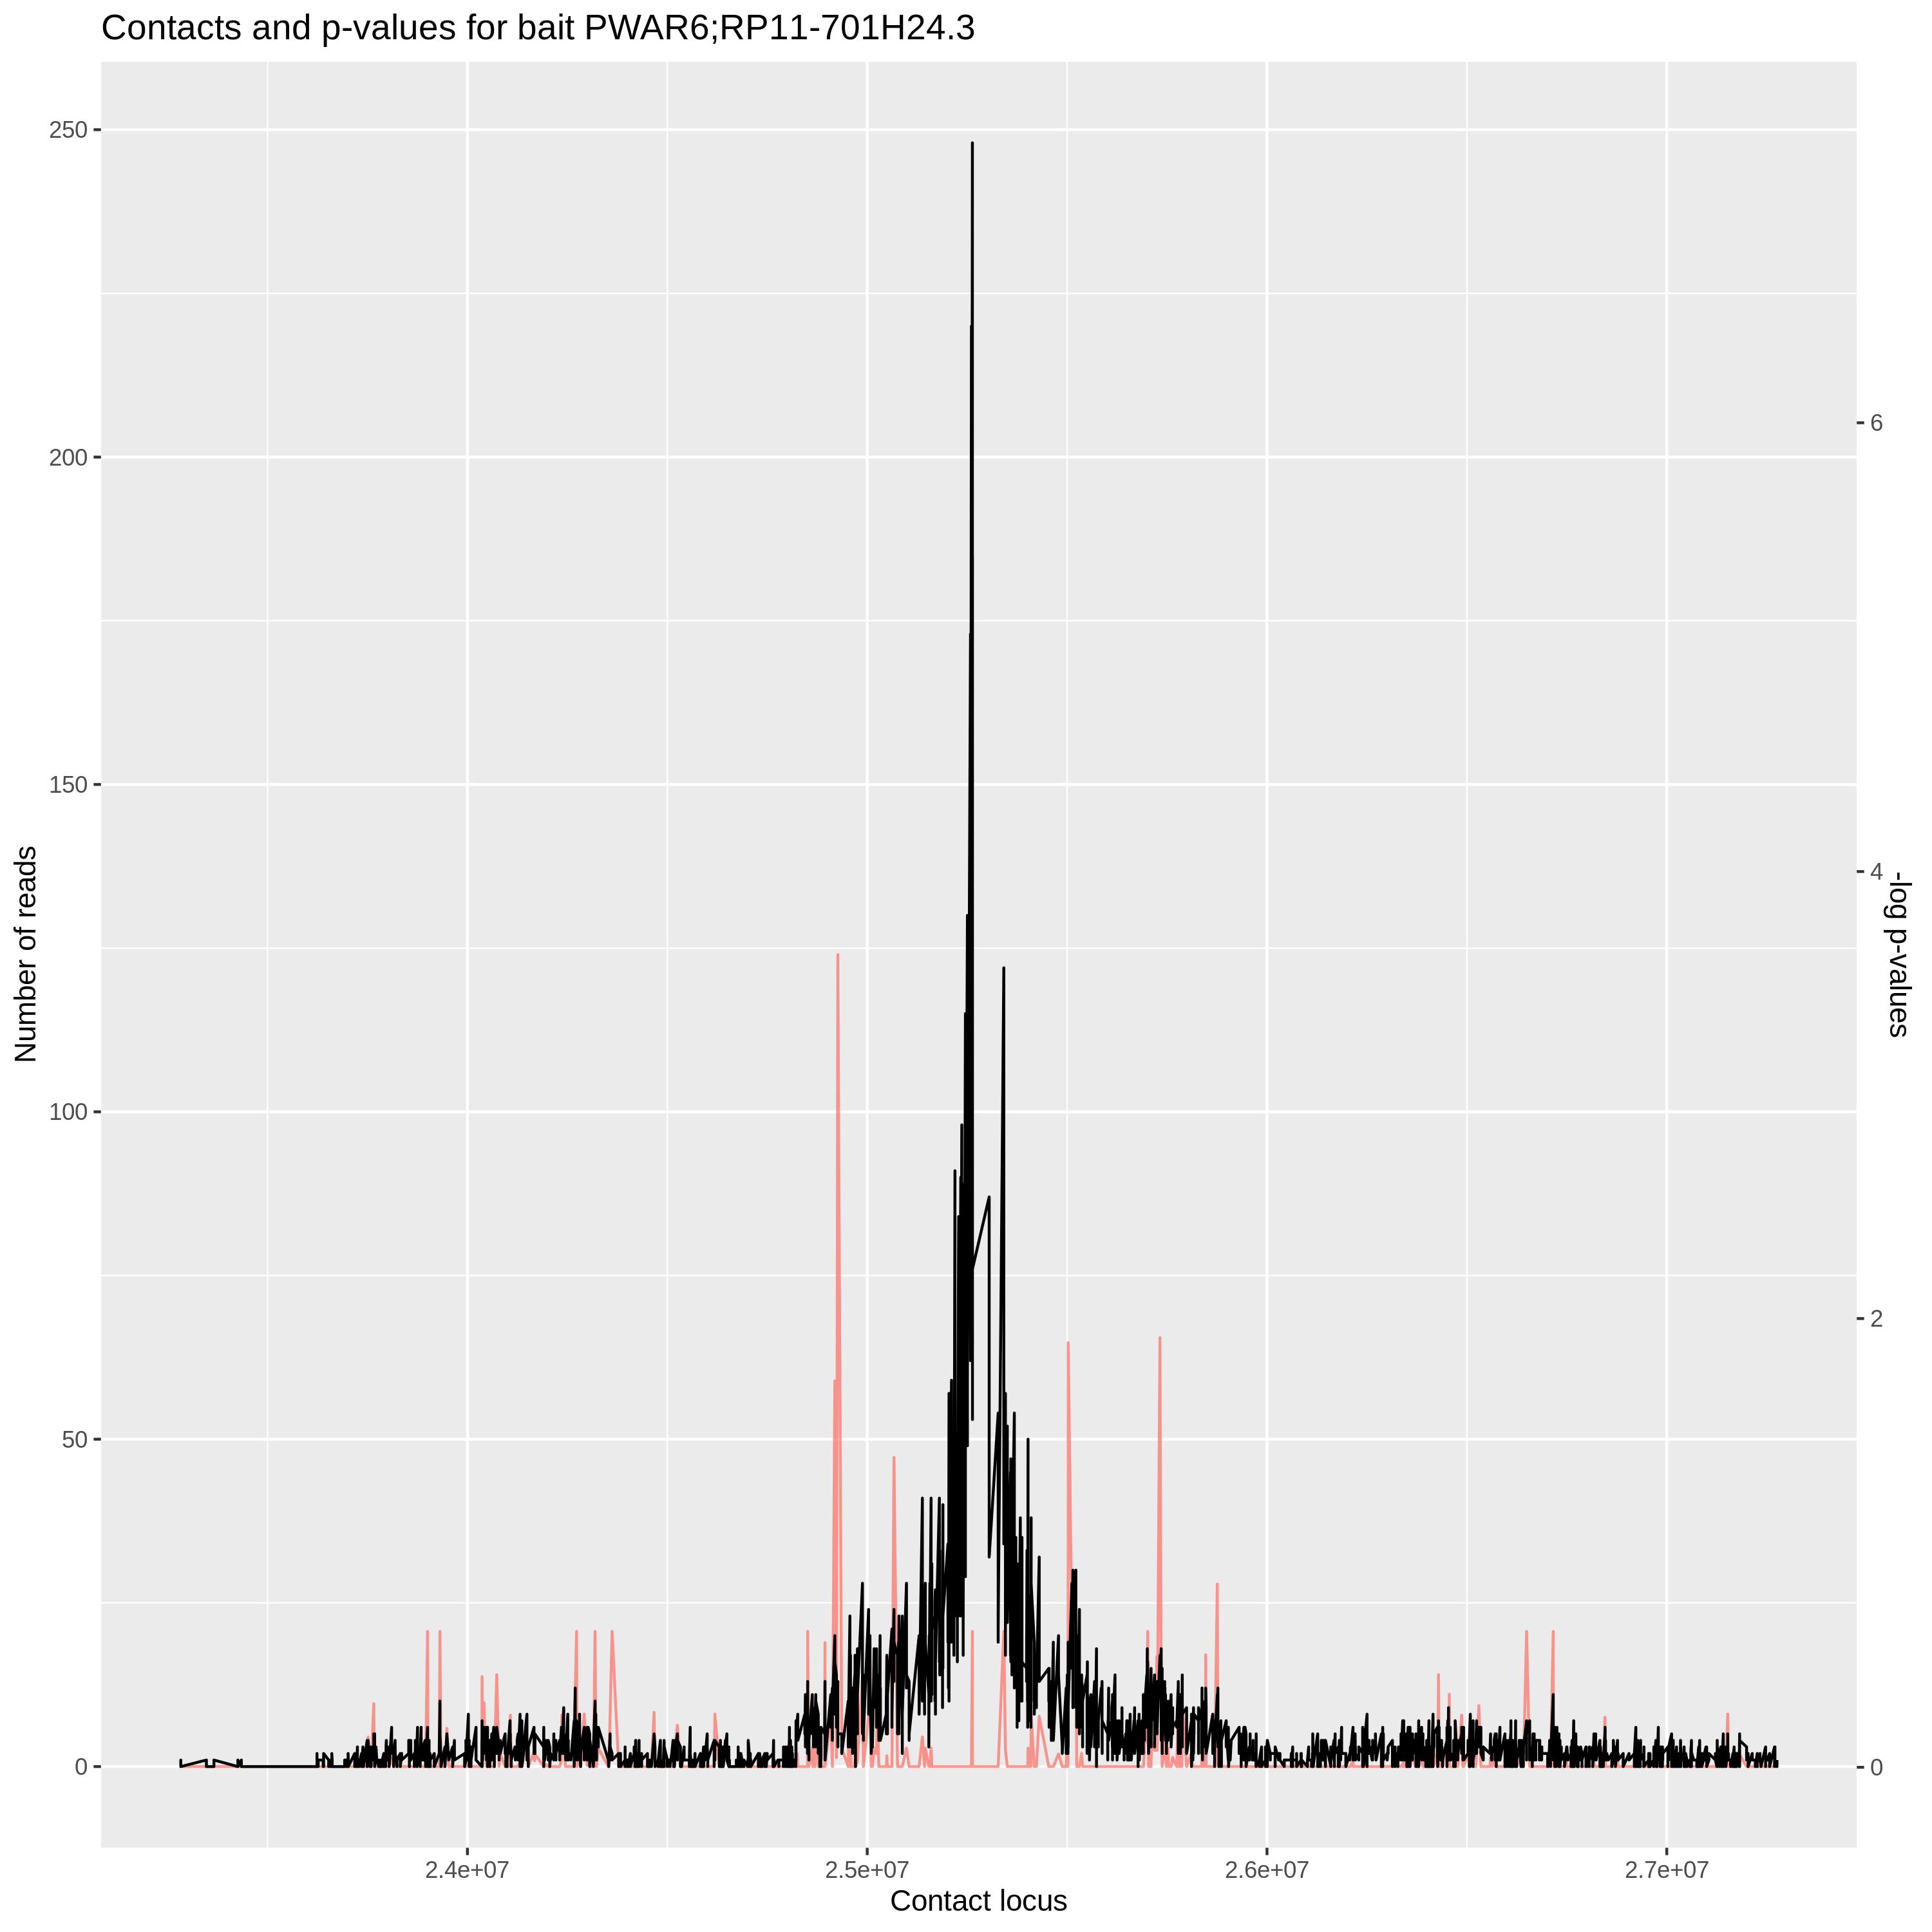 Contacts and p-values for bait PWAR6;RP11-701H24.3
250
200
150
100
50
0
Number of reads
6
4
2
0
-log p-values
2.4e+07
2.5e+07
2.6e+07
2.7e+07
Contact locus